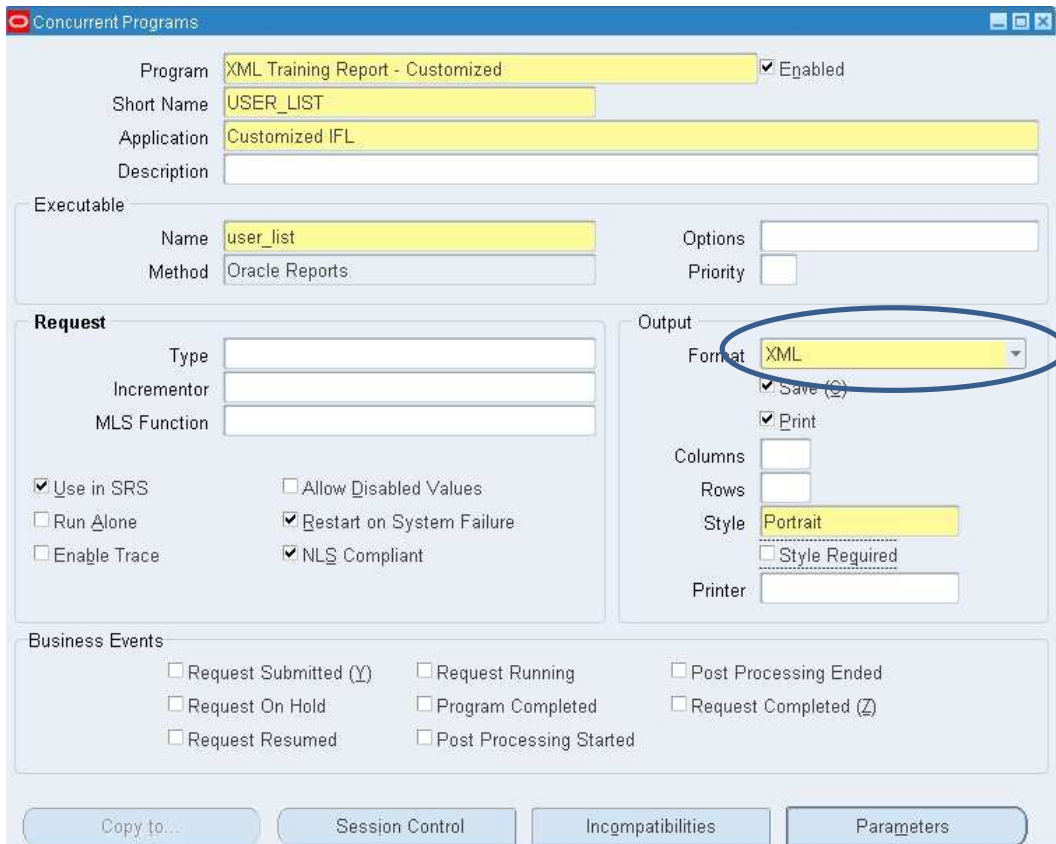 Concurrent Programs
Program XML Training Report - Customized Enabled
Short Name USER_LIST
Application Customized IFL
Description
Executable
Name user_list Options
Method Oracle Reports Priority
Request Output
Type Format XML
Incrementor Save (C)
MLS Function Print
Columns
Use in SRS Allow Disabled Values Rows
Run Alone Restart on System Failure Style Portrait
Enable Trace NLS Compliant Style Required
Printer
Business Events
Request Submitted (Y) Request Running Post Processing Ended
Request On Hold Program Completed Request Completed (Z)
Request Resumed Post Processing Started
Copy to... Session Control Incompatibilities Parameters